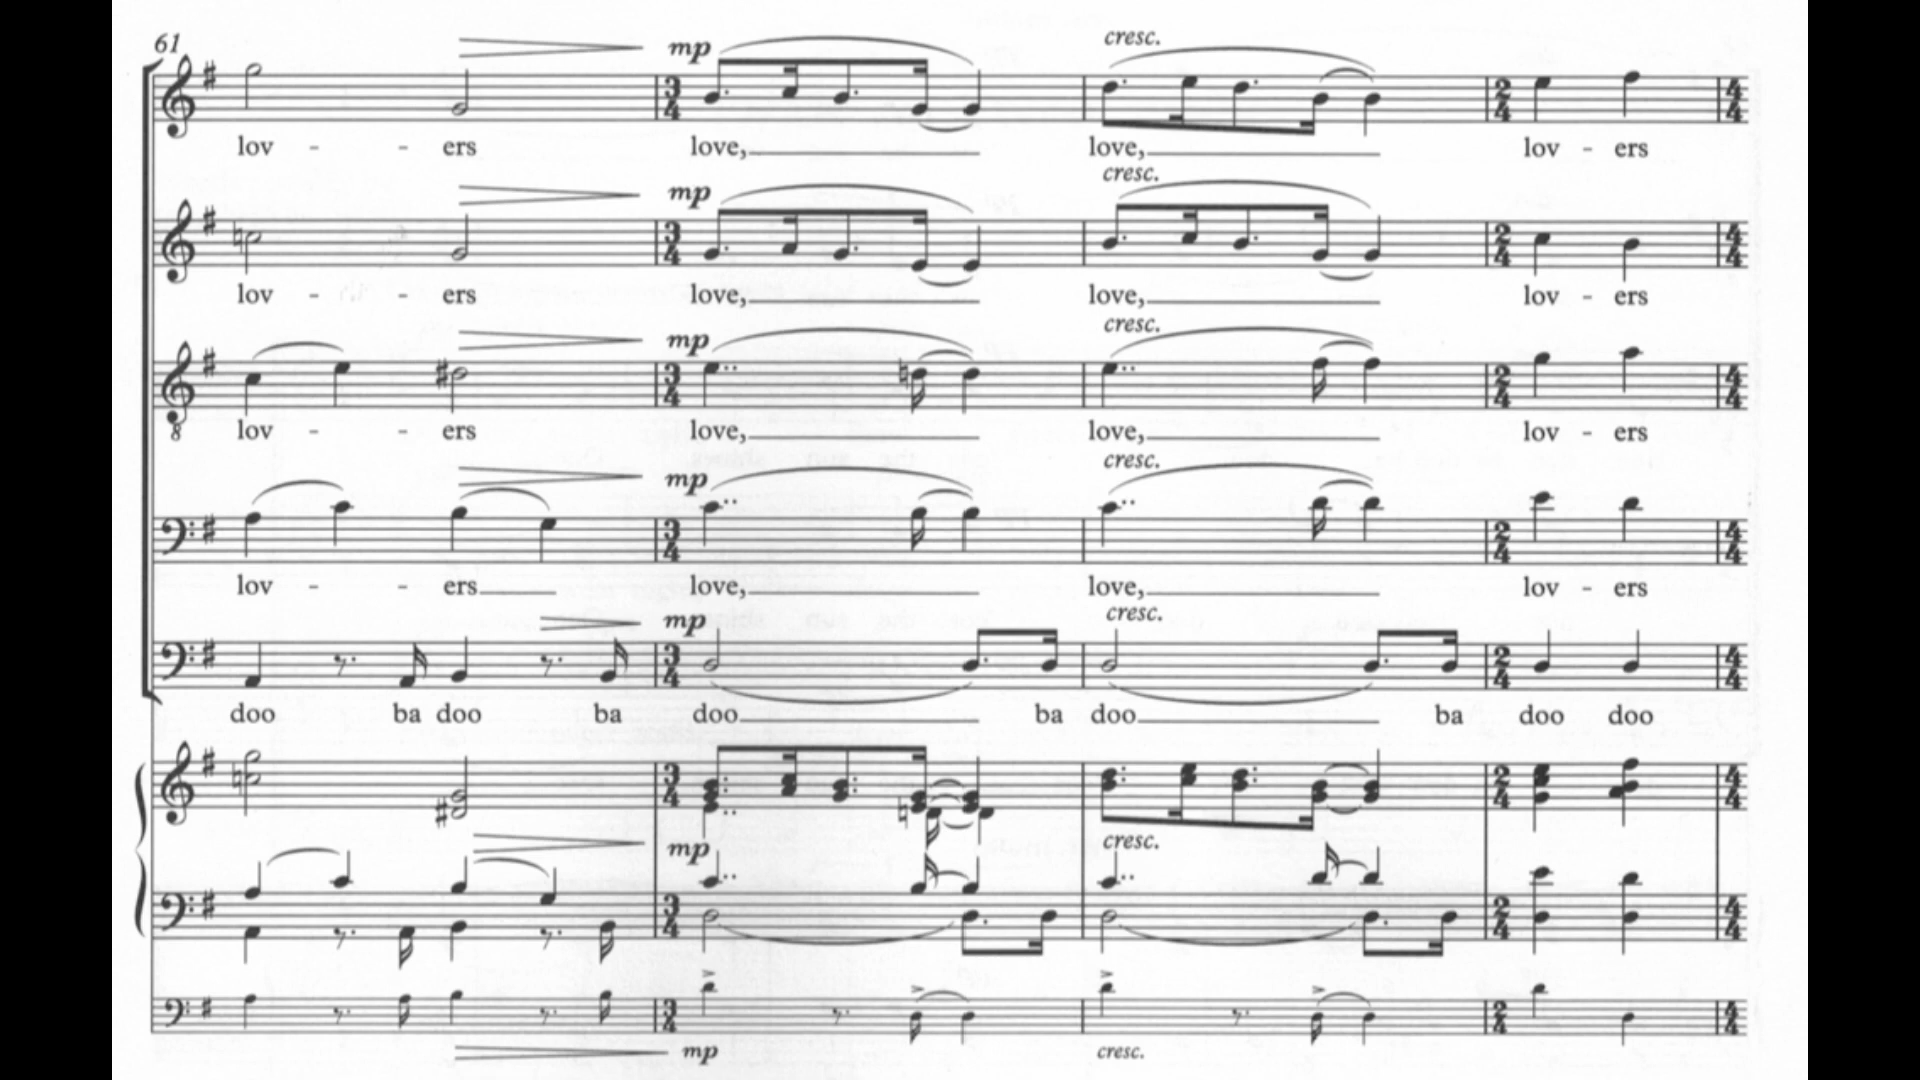 61
mp cresc.
lov - - ers love, love, lov - ers
mp cresc.
lov - - ers love, love, lov - ers
mp cresc.
8
lov - - ers love, love, lov - ers
mp cresc.
lov - - ers love, love, lov - ers
mp cresc.
doo ba doo ba doo ba doo ba doo doo
mp cresc.
mp cresc.